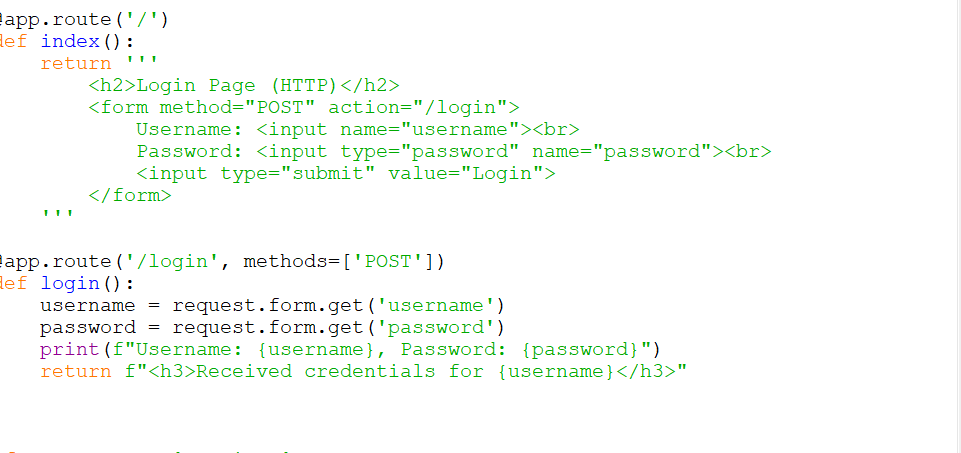 @app.route('/')
def index():
    return '''
        <h2>Login Page (HTTP)</h2>
        <form method="POST" action="/login">
            Username: <input name="username"><br>
            Password: <input type="password" name="password"><br>
            <input type="submit" value="Login">
        </form>
    '''
@app.route('/login', methods=['POST'])
def login():
    username = request.form.get('username')
    password = request.form.get('password')
    print(f"Username: {username}, Password: {password}")
    return f"<h3>Received credentials for {username}</h3>"